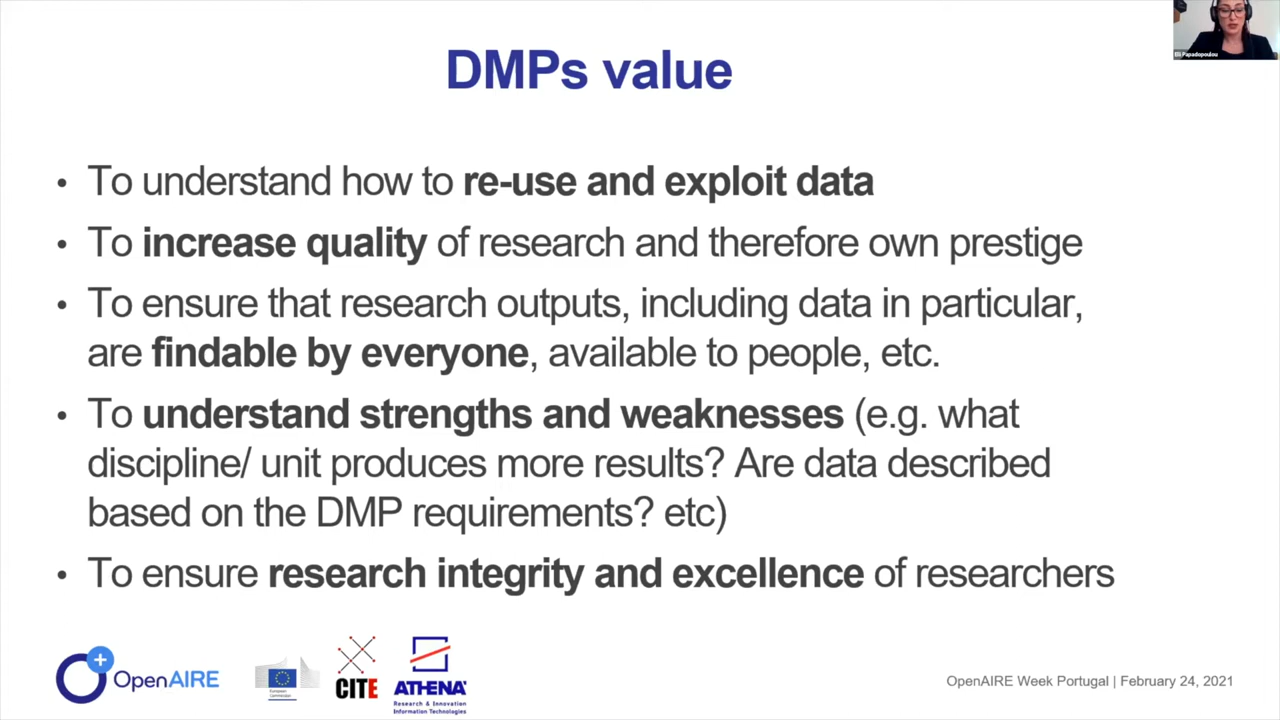 Elli Papadopoulou
DMPs value
• To understand how to re-use and exploit data
• To increase quality of research and therefore own prestige
• To ensure that research outputs, including data in particular,
are findable by everyone, available to people, etc.
• To understand strengths and weaknesses (e.g. what
discipline/ unit produces more results? Are data described
based on the DMP requirements? etc)
• To ensure research integrity and excellence of researchers
OpenAIRE
European
Commission
CITE
ATHENA
Research & Innovation
Information Technologies
OpenAIRE Week Portugal | February 24, 2021